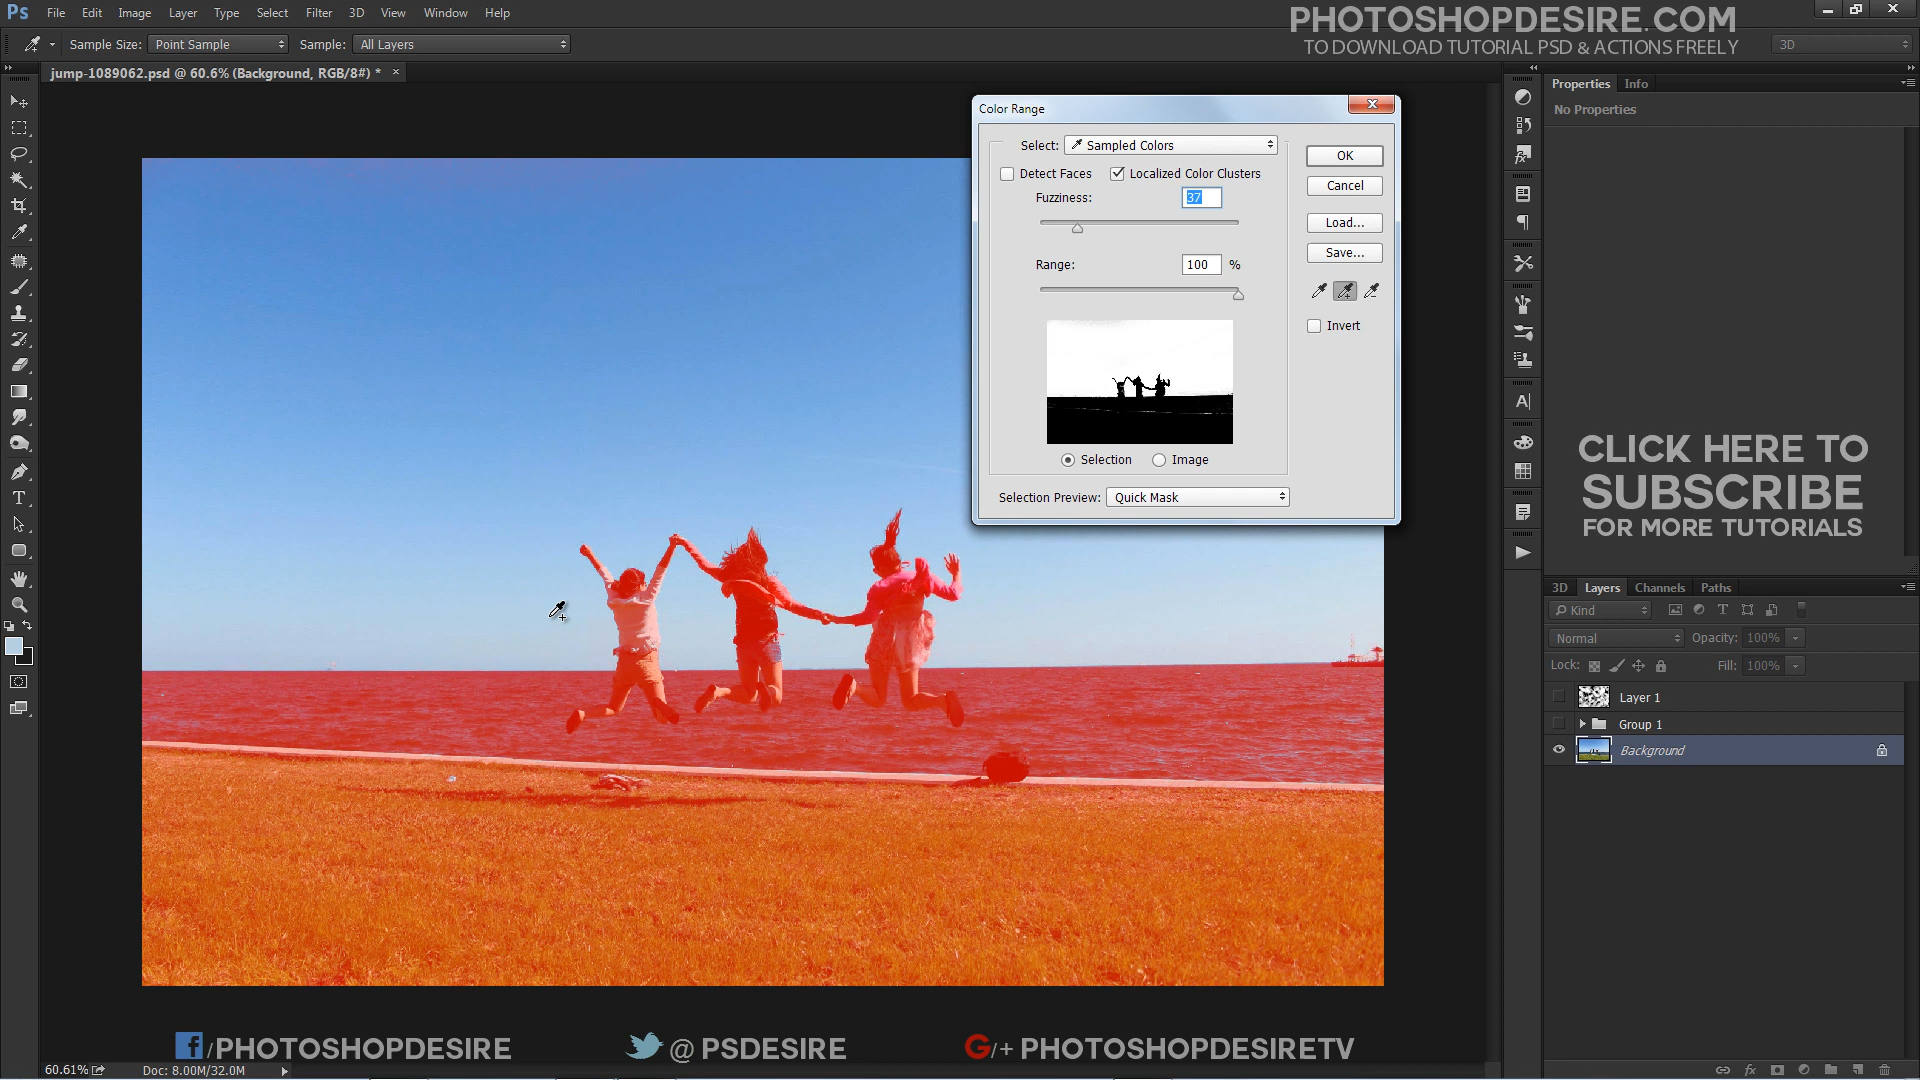 Ps File Edit Image Layer Type Select Filter 3D View Window Help
PHOTOSHOPDESIRE.COM
TO DOWNLOAD TUTORIAL PSD & ACTIONS FREELY
Sample Size: Point Sample Sample: All Layers
3D
jump-1089062.psd @ 60.6% (Background, RGB/8#) * ×
Properties Info
No Properties
Color Range
Select: Sampled Colors
OK
Detect Faces Localized Color Clusters
Cancel
Fuzziness: 37
Load...
Save...
Range: 100 %
Invert
Selection Image
Selection Preview: Quick Mask
CLICK HERE TO
SUBSCRIBE
FOR MORE TUTORIALS
3D Layers Channels Paths
Kind
Normal Opacity: 100%
Lock: Fill: 100%
Layer 1
Group 1
Background
/PHOTOSHOPDESIRE
@ PSDESIRE
G/+ PHOTOSHOPDESIRETV
60.61% Doc: 8.00M/32.0M